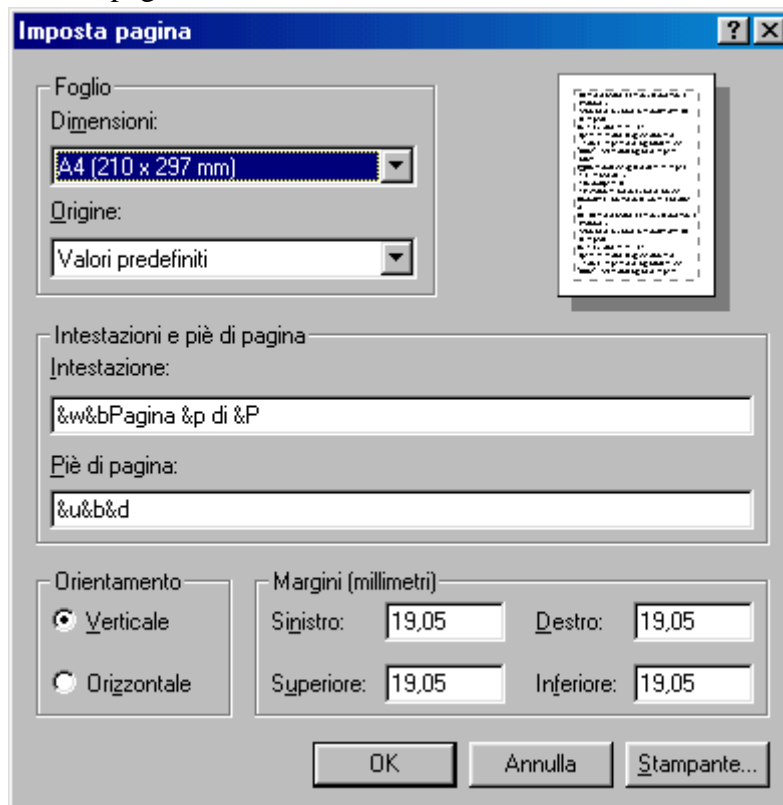 pag
Imposta pagina
Foglio
Dimensioni:
A4 (210 x 297 mm)
Origine:
Valori predefiniti
Intestazioni e piè di pagina
Intestazione:
&w&bPagina &p di &P
Piè di pagina:
&u&b&d
Orientamento
Verticale
Orizzontale
Margini (millimetri)
Sinistro: 19,05 Destro: 19,05
Superiore: 19,05 Inferiore: 19,05
OK Annulla Stampante...